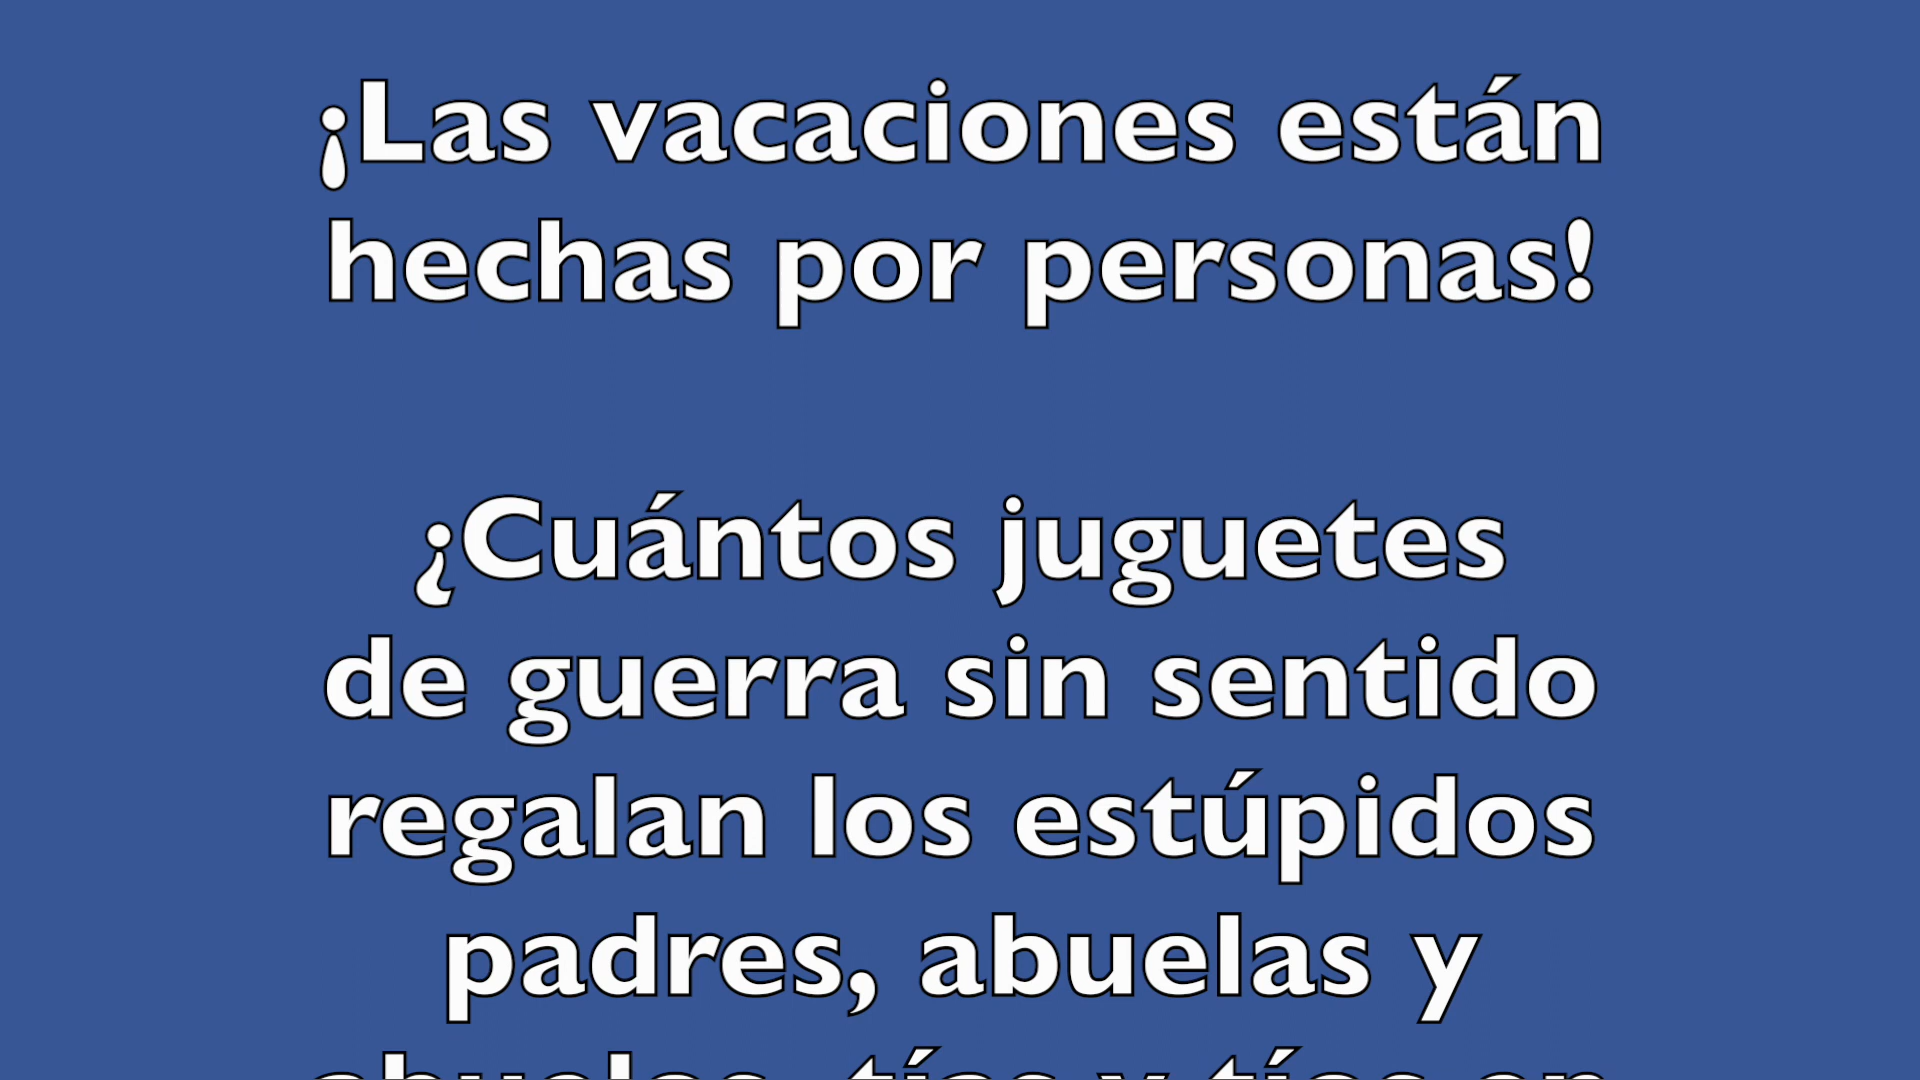 ¡Las vacaciones están
hechas por personas!
¿Cuántos juguetes
de guerra sin sentido
regalan los estúpidos
padres, abuelas y
abuelos, tías y tíos en